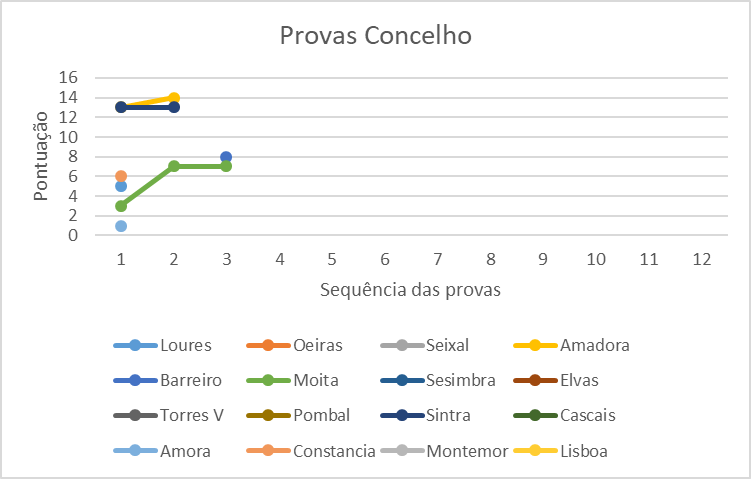 Provas Concelho
16
14
12
10
8
6
4
2
0
Pontuação
1 2 3 4 5 6 7 8 9 10 11 12
Sequência das provas
Loures Oeiras Seixal Amadora
Barreiro Moita Sesimbra Elvas
Torres V Pombal Sintra Cascais
Amora Constancia Montemor Lisboa